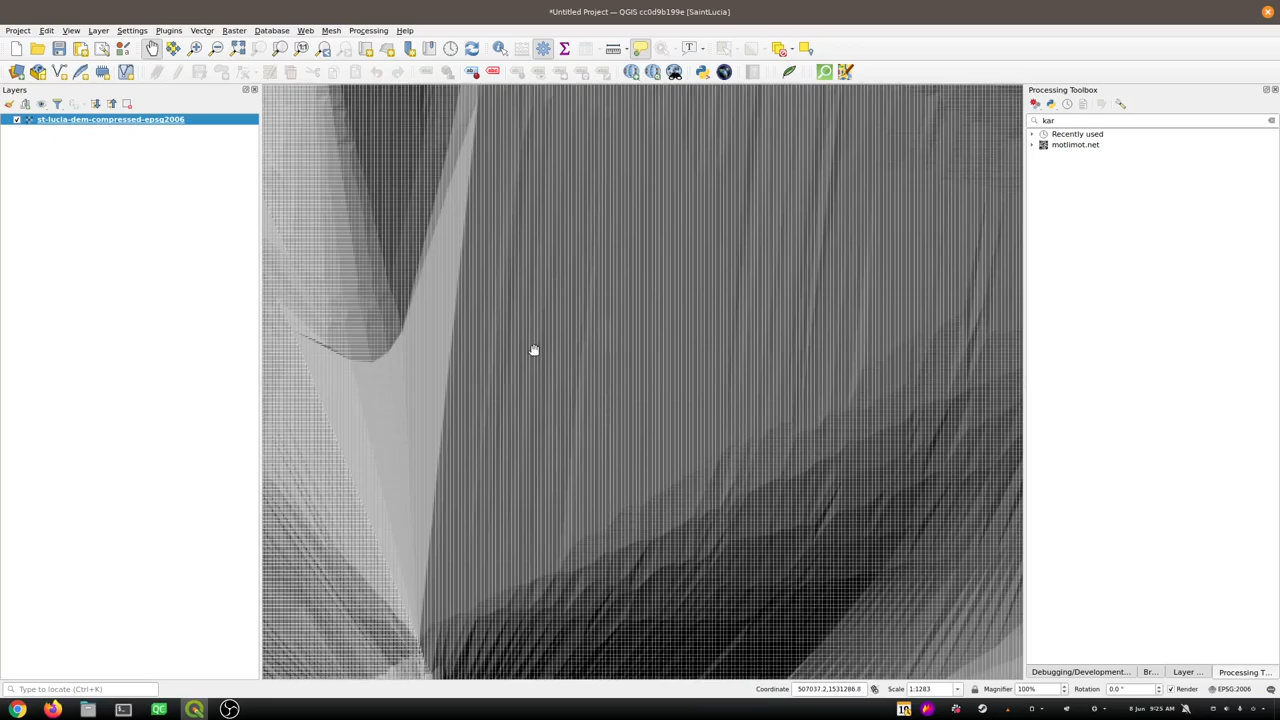 *Untitled Project — QGIS cc0d9b199e [SaintLucia]
Project Edit View Layer Settings Plugins Vector Raster Database Web Mesh Processing Help
Layers
st-lucia-dem-compressed-epsg2006
Processing Toolbox
kar
Recently used
motlimot.net
Debugging/Development... Br... Layer ... Processing T...
Type to locate (Ctrl+K)
Coordinate 507037.2,1531286.8 Scale 1:1283 Magnifier 100% Rotation 0.0 ° Render EPSG:2006
8 Jun 9:25 AM